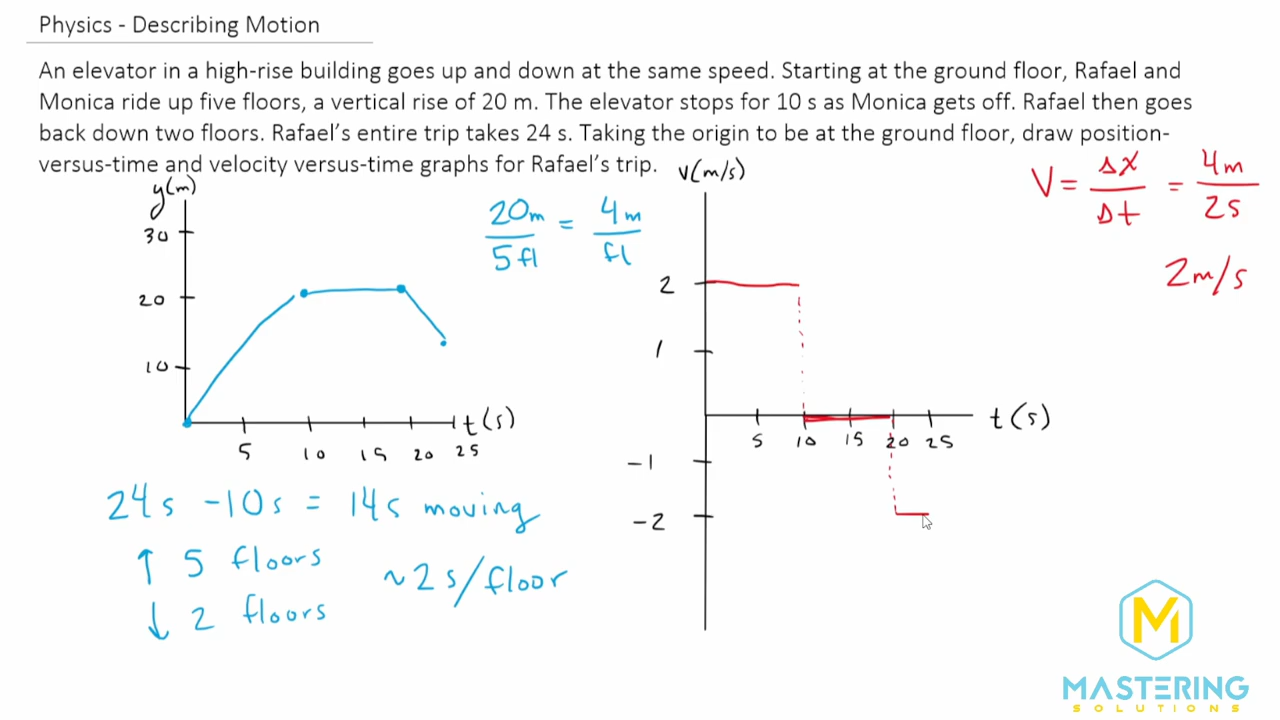 Physics - Describing Motion
An elevator in a high-rise building goes up and down at the same speed. Starting at the ground floor, Rafael and
Monica ride up five floors, a vertical rise of 20 m. The elevator stops for 10 s as Monica gets off. Rafael then goes
back down two floors. Rafael's entire trip takes 24 s. Taking the origin to be at the ground floor, draw position-
versus-time and velocity versus-time graphs for Rafael's trip.
y(m)
30
20
10
5 10 15 20 25
t(s)
20m/5fl = 4m/fl
24s -10s = 14s moving
↑ 5 floors
↓ 2 floors
~2s/floor
V(m/s)
2
1
-1
-2
5 10 15 20 25
t(s)
V = Δx/Δt = 4m/2s
2m/s
M
MASTERING
SOLUTIONS